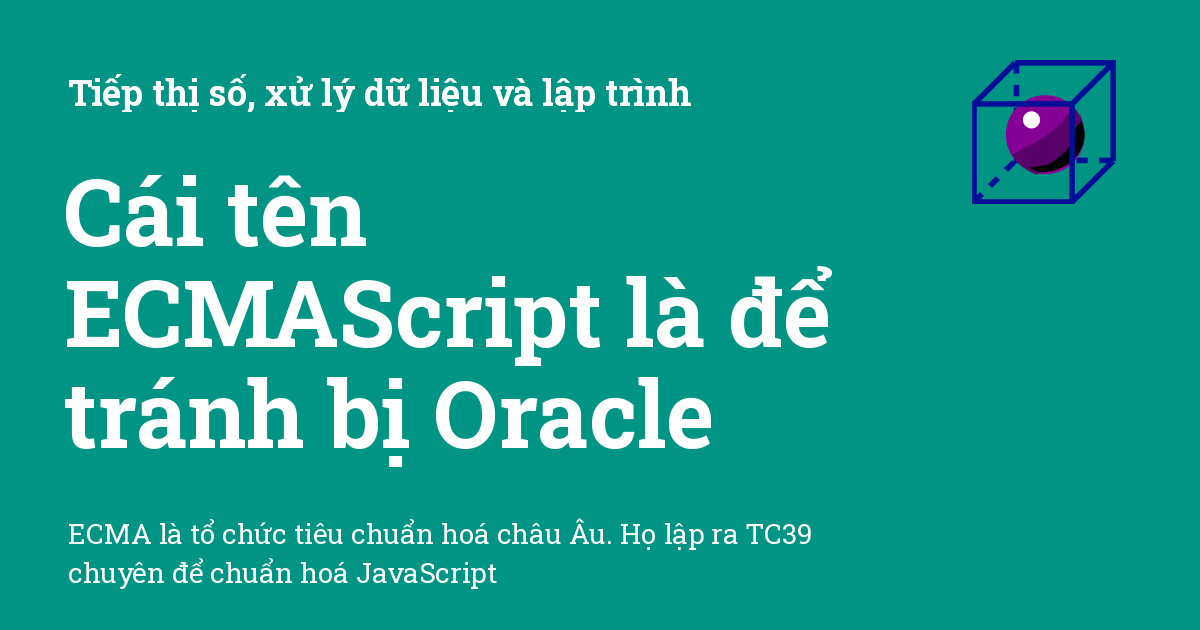 Tiếp thị số, xử lý dữ liệu và lập trình
Cái tên
ECMAScript là để
tránh bị Oracle
ECMA là tổ chức tiêu chuẩn hoá châu Âu. Họ lập ra TC39
chuyên để chuẩn hoá JavaScript